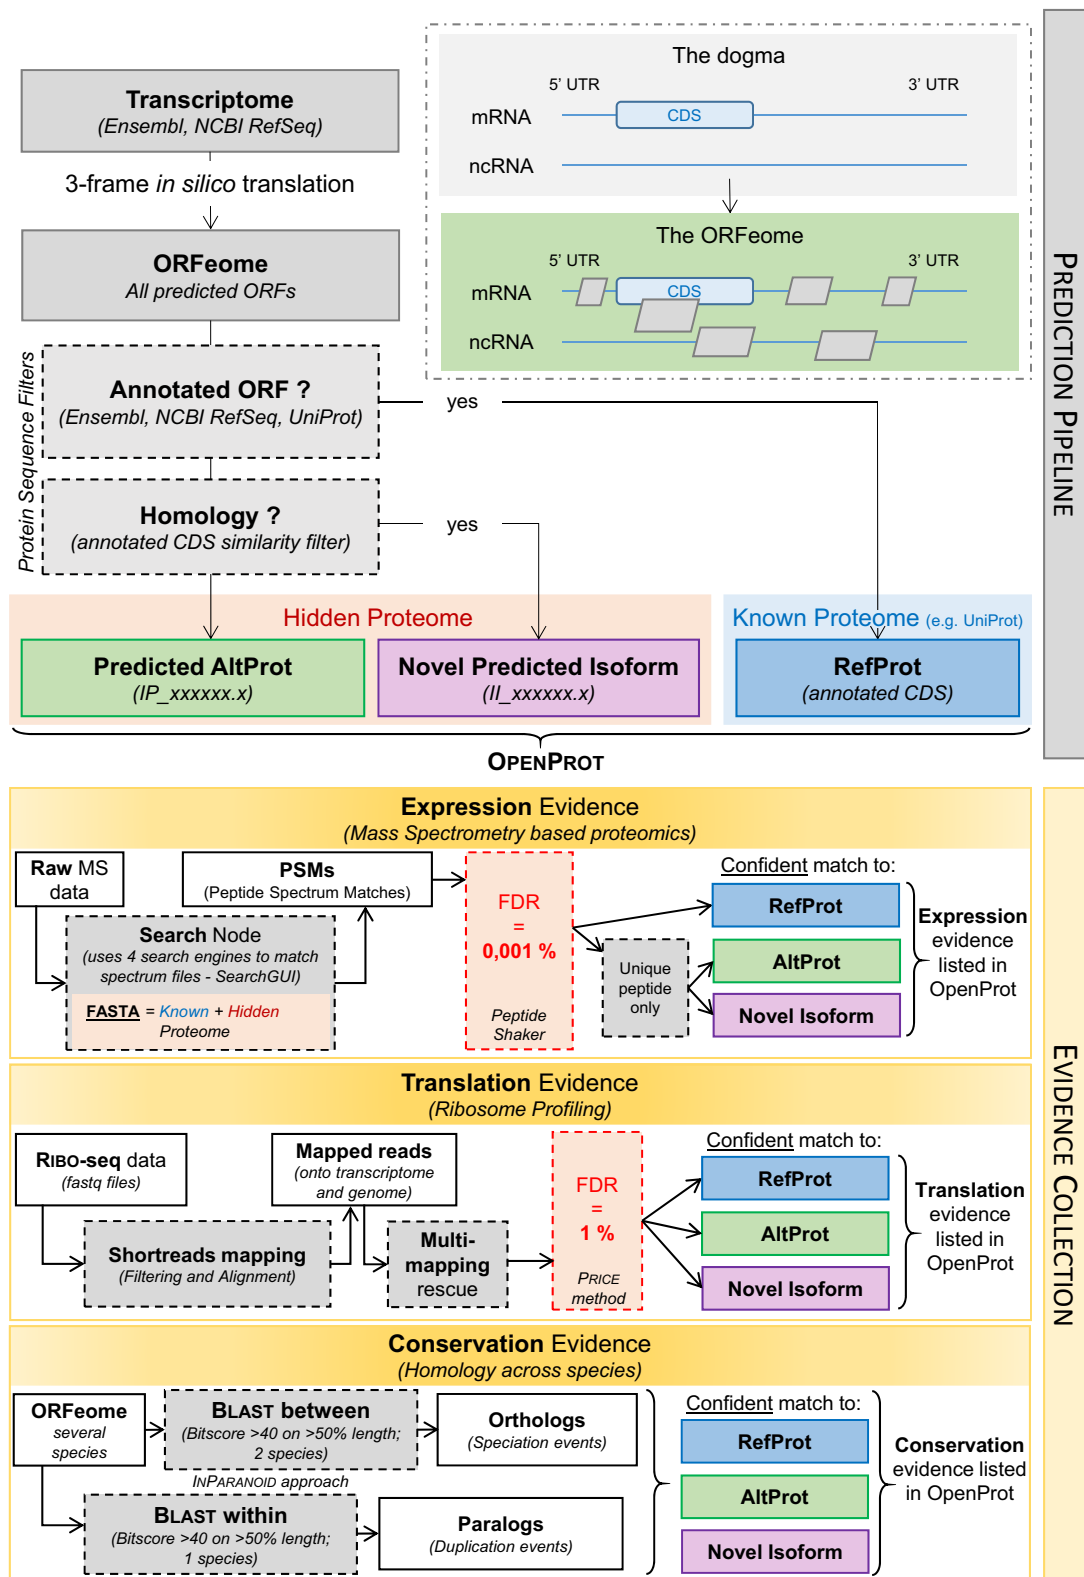 Transcriptome
(Ensembl, NCBI RefSeq)
3-frame in silico translation
ORFeome
All predicted ORFs
The dogma
5’ UTR
3’ UTR
mRNA
CDS
ncRNA
The ORFeome
5’ UTR
3’ UTR
mRNA
CDS
ncRNA
PREDICTION PIPELINE
Protein Sequence Filters
Annotated ORF ?
(Ensembl, NCBI RefSeq, UniProt)
yes
Homology ?
(annotated CDS similarity filter)
yes
Hidden Proteome
Known Proteome (e.g. UniProt)
Predicted AltProt
(IP_xxxxxx.x)
Novel Predicted Isoform
(II_xxxxxx.x)
RefProt
(annotated CDS)
OPENPROT
EVIDENCE COLLECTION
Expression Evidence
(Mass Spectrometry based proteomics)
Raw MS
data
Search Node
(uses 4 search engines to match
spectrum files - SearchGUI)
FASTA = Known + Hidden
Proteome
PSMs
(Peptide Spectrum Matches)
FDR
=
0,001 %
Peptide
Shaker
Unique
peptide
only
Confident match to:
RefProt
AltProt
Novel Isoform
Expression
evidence
listed in
OpenProt
Translation Evidence
(Ribosome Profiling)
RIBO-seq data
(fastq files)
Shortreads mapping
(Filtering and Alignment)
Mapped reads
(onto transcriptome
and genome)
Multi-
mapping
rescue
FDR
=
1 %
PRICE
method
Confident match to:
RefProt
AltProt
Novel Isoform
Translation
evidence
listed in
OpenProt
Conservation Evidence
(Homology across species)
ORFeome
several
species
BLAST between
(Bitscore >40 on >50% length;
2 species)
INPARANOID approach
BLAST within
(Bitscore >40 on >50% length;
1 species)
Orthologs
(Speciation events)
Paralogs
(Duplication events)
Confident match to:
RefProt
AltProt
Novel Isoform
Conservation
evidence listed
in OpenProt